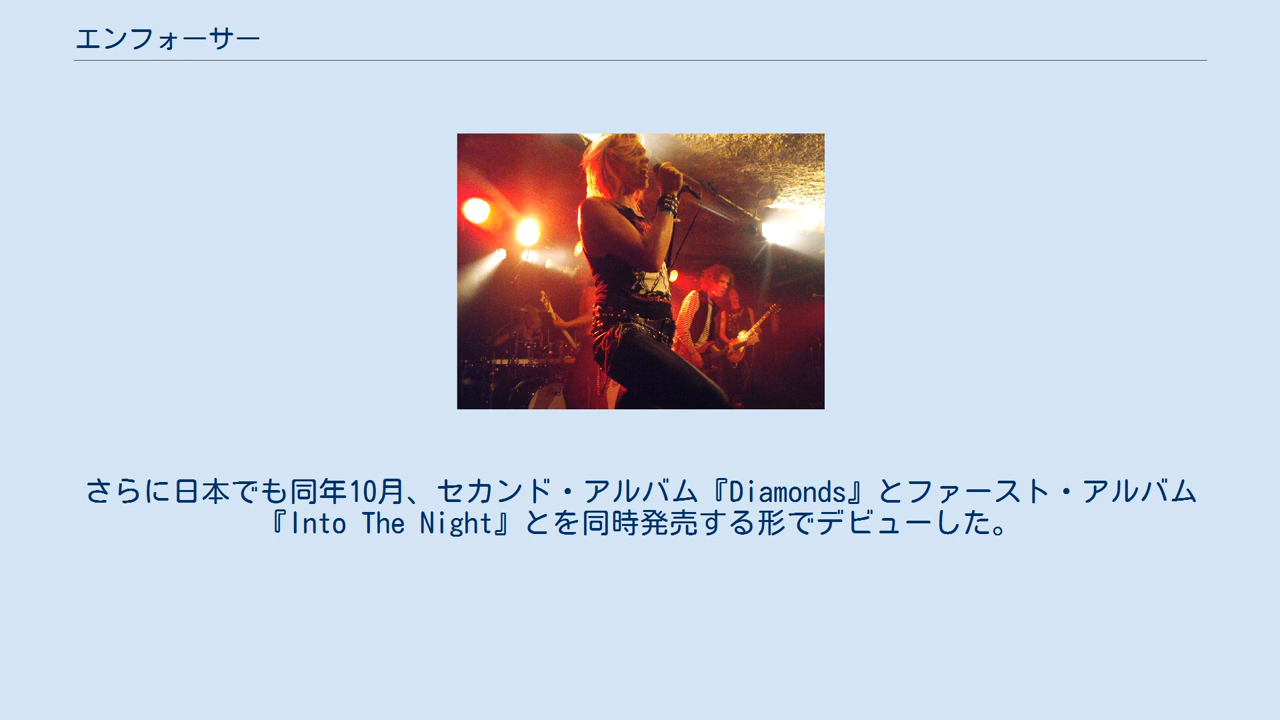 エンフォーサー
さらに日本でも同年10月、セカンド・アルバム『Diamonds』とファースト・アルバム
『Into The Night』とを同時発売する形でデビューした。